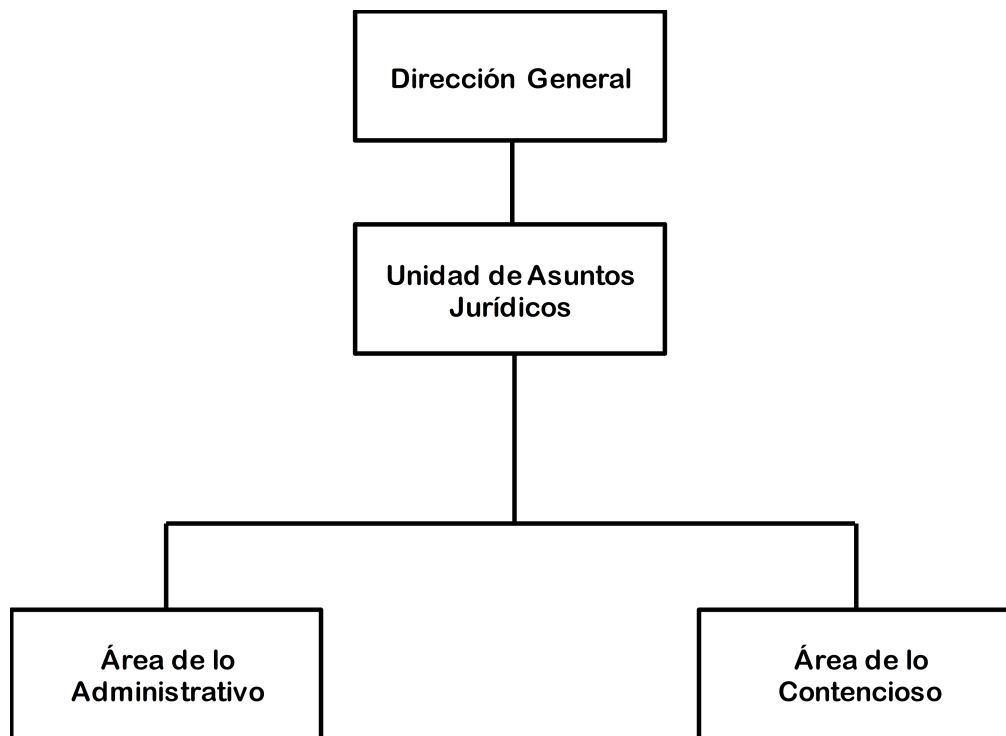 Dirección General
Unidad de Asuntos
Jurídicos
Área de lo
Administrativo
Área de lo
Contencioso